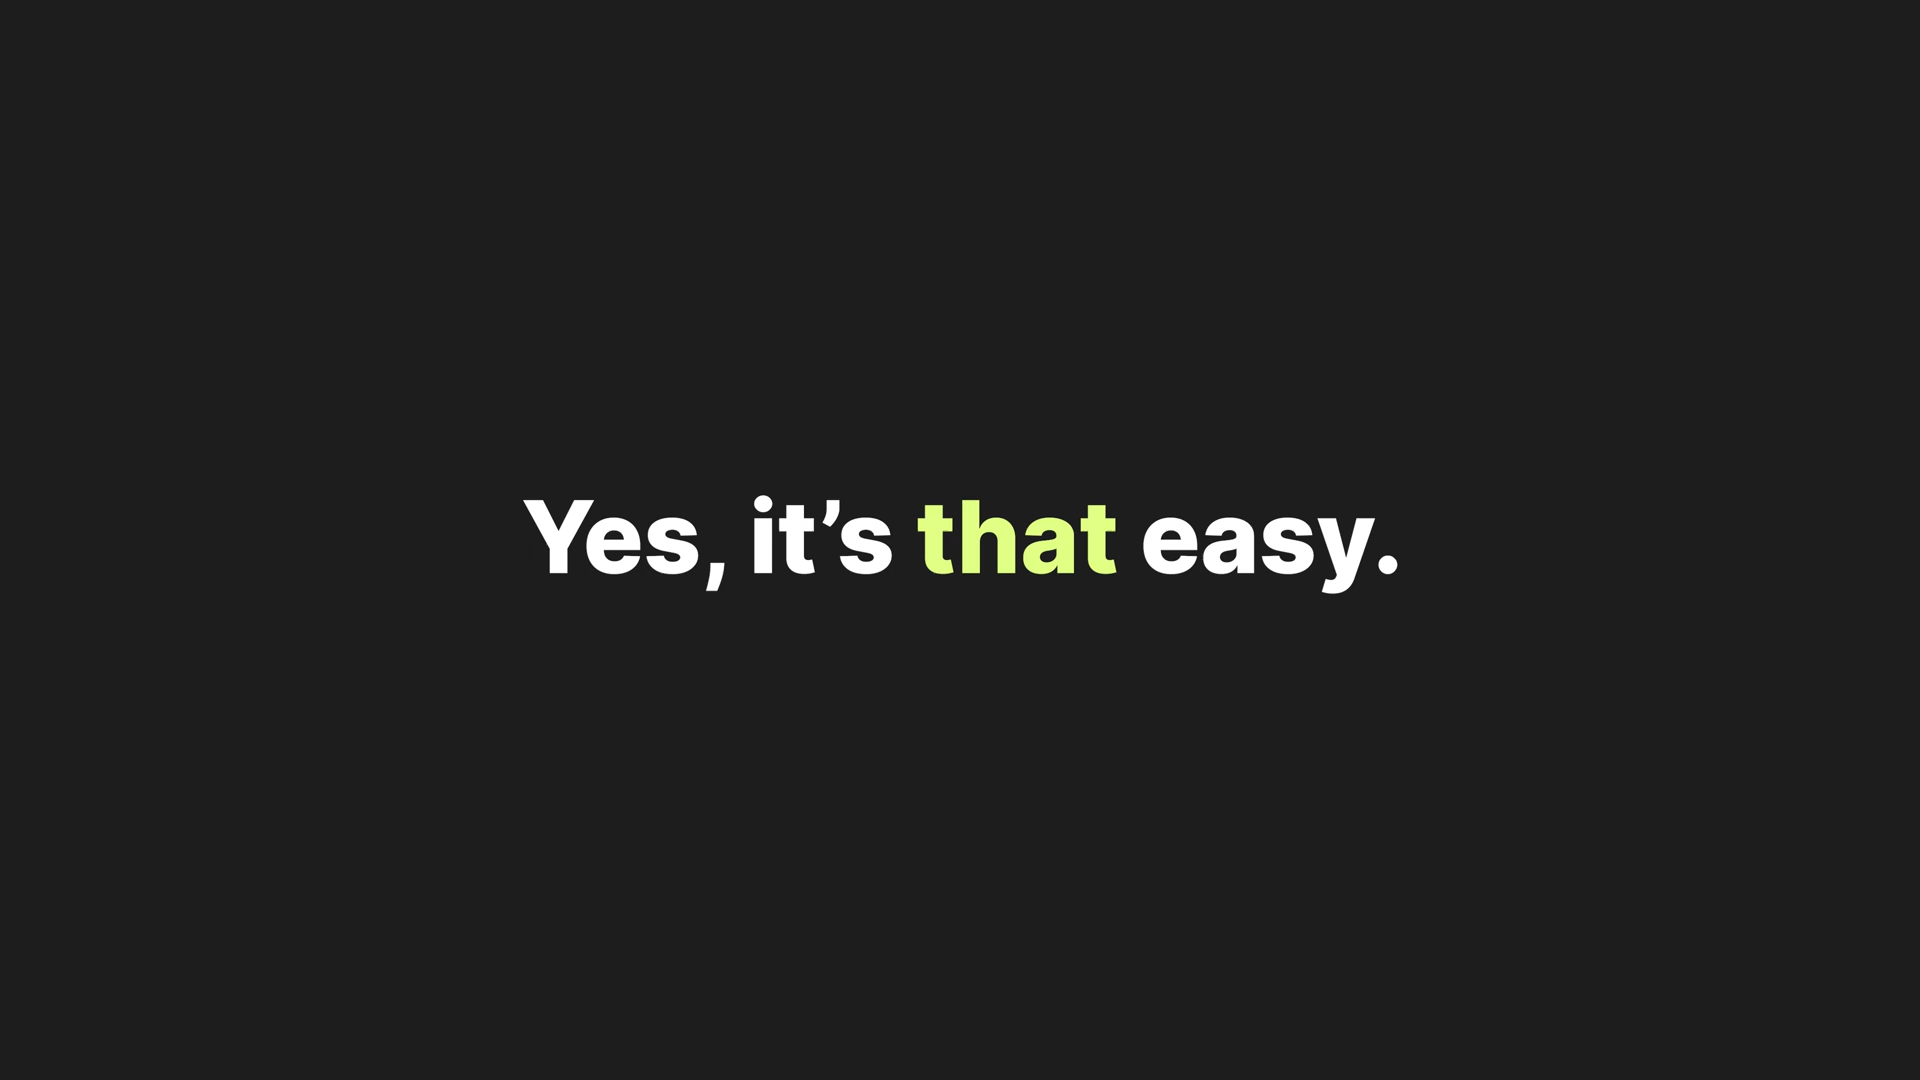 Yes, it’s that easy.